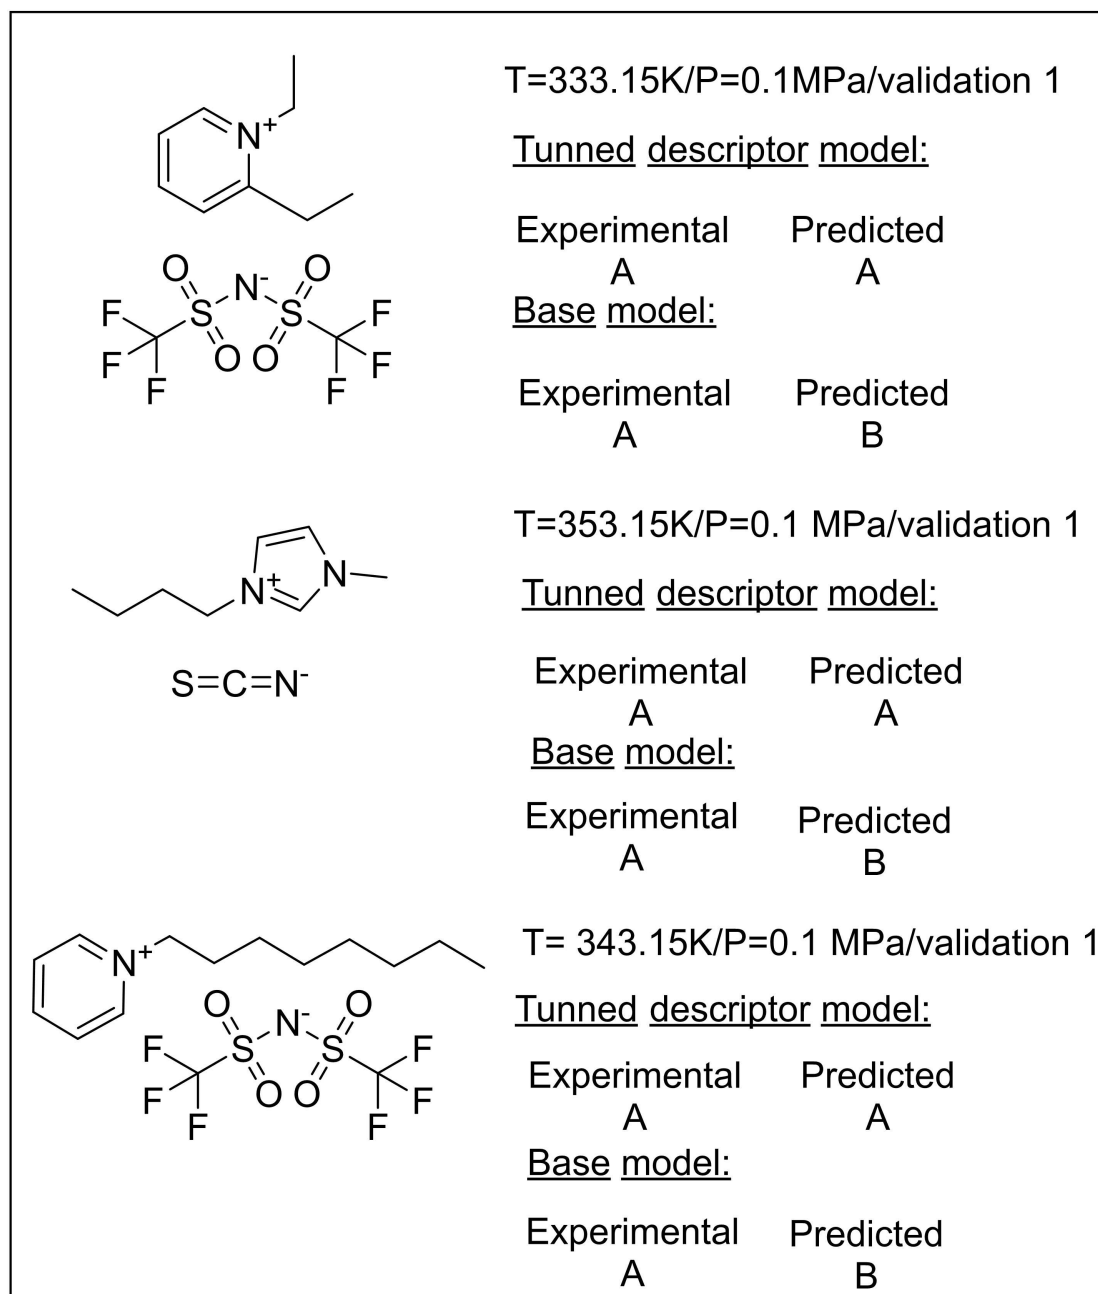 T=333.15K/P=0.1MPa/validation 1
Tunned descriptor model:
Experimental Predicted
A A
Base model:
Experimental Predicted
A B
N+
O N- O
F S S F
F O O F
F F
T=353.15K/P=0.1 MPa/validation 1
Tunned descriptor model:
Experimental Predicted
A A
Base model:
Experimental Predicted
A B
N+ N
S=C=N-
T= 343.15K/P=0.1 MPa/validation 1
Tunned descriptor model:
Experimental Predicted
A A
Base model:
Experimental Predicted
A B
N+
O N- O
F S S F
F O O F
F F